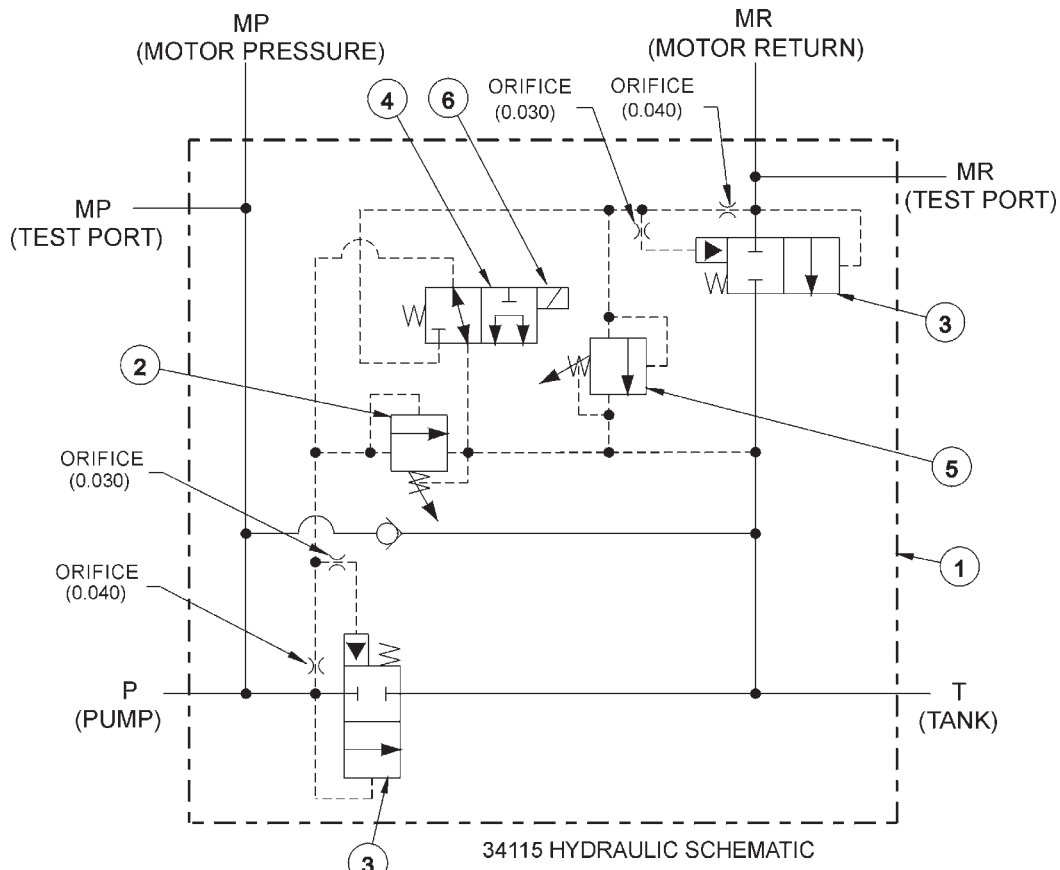 MP
(MOTOR PRESSURE)
MR
(MOTOR RETURN)
4
6
ORIFICE
(0.030)
ORIFICE
(0.040)
MP
(TEST PORT)
MR
(TEST PORT)
3
2
5
ORIFICE
(0.030)
ORIFICE
(0.040)
1
P
(PUMP)
T
(TANK)
3
34115 HYDRAULIC SCHEMATIC